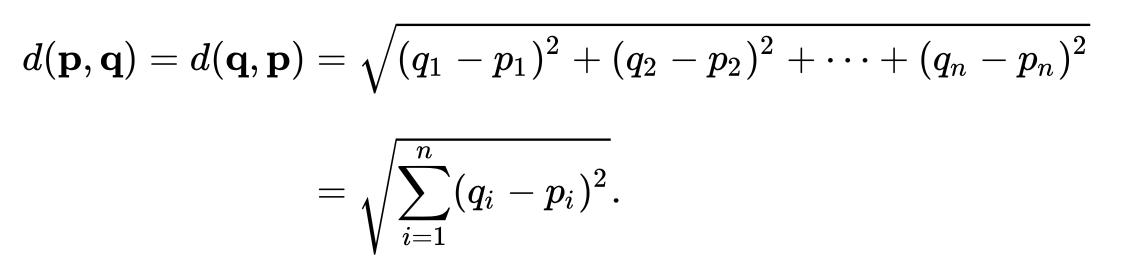 d(𝐩, 𝐪) = d(𝐪, 𝐩) = √((q₁ − p₁)² + (q₂ − p₂)² + ⋯ + (qₙ − pₙ)²)
= √(∑ᵢ₌₁ⁿ (qᵢ − pᵢ)²).